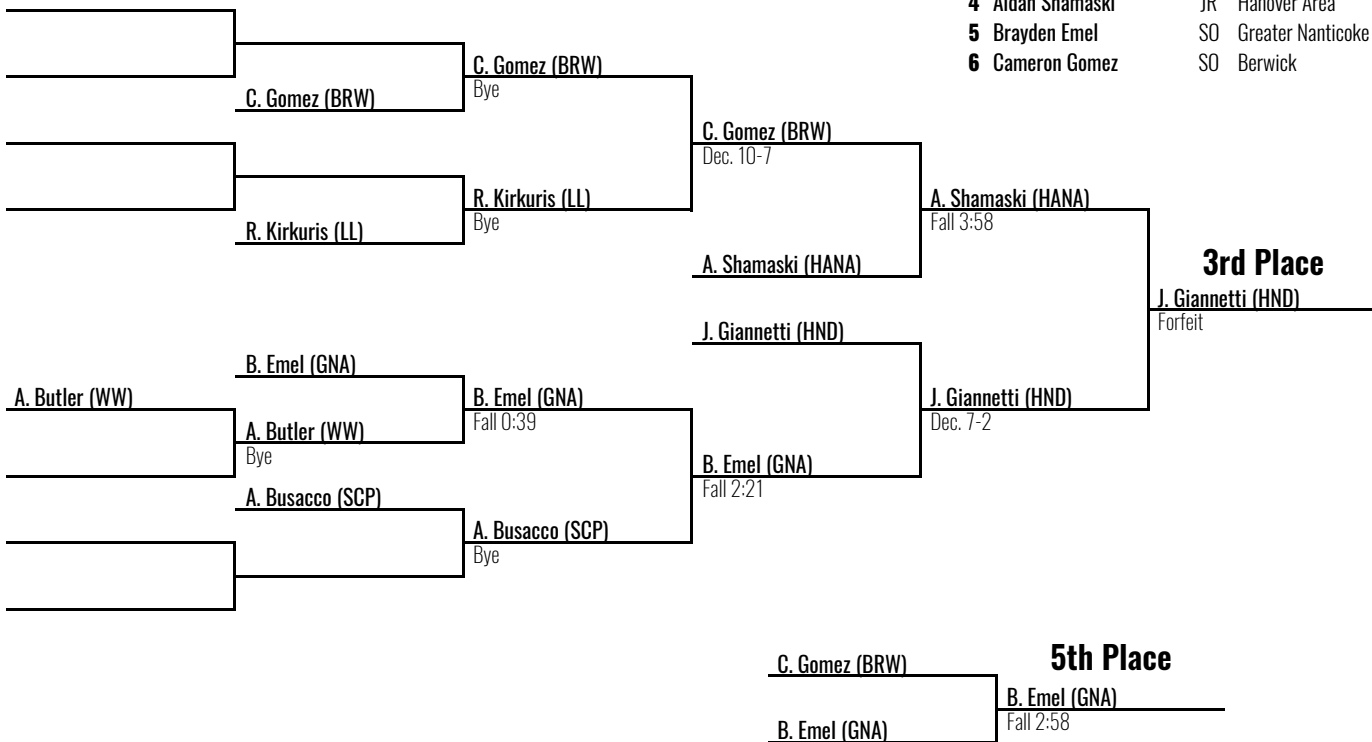 4 Aidan Shamaski JR Hanover Area
5 Brayden Emel SO Greater Nanticoke
6 Cameron Gomez SO Berwick
C. Gomez (BRW)
Bye
C. Gomez (BRW)
C. Gomez (BRW)
Dec. 10-7
R. Kirkuris (LL)
Bye
R. Kirkuris (LL)
A. Shamaski (HANA)
Fall 3:58
A. Shamaski (HANA)
3rd Place
J. Giannetti (HND)
Forfeit
J. Giannetti (HND)
B. Emel (GNA)
A. Butler (WW)
B. Emel (GNA)
Fall 0:39
J. Giannetti (HND)
Dec. 7-2
A. Butler (WW)
Bye
B. Emel (GNA)
Fall 2:21
A. Busacco (SCP)
A. Busacco (SCP)
Bye
5th Place
C. Gomez (BRW)
B. Emel (GNA)
Fall 2:58
B. Emel (GNA)